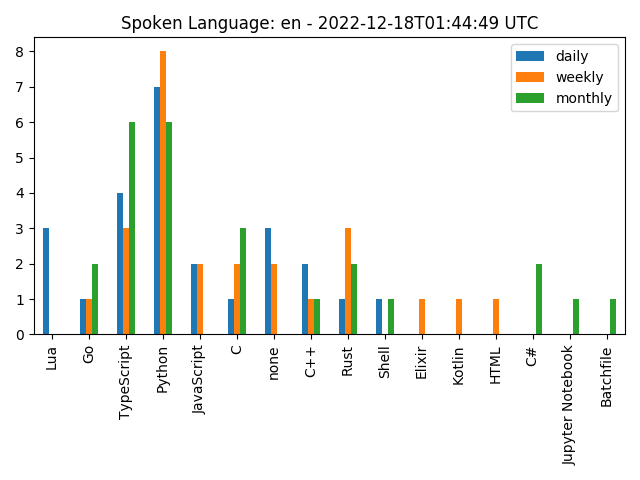 Spoken Language: en - 2022-12-18T01:44:49 UTC
daily
weekly
monthly
8
7
6
5
4
3
2
1
0
Lua
Go
TypeScript
Python
JavaScript
C
none
C++
Rust
Shell
Elixir
Kotlin
HTML
C#
Jupyter Notebook
Batchfile